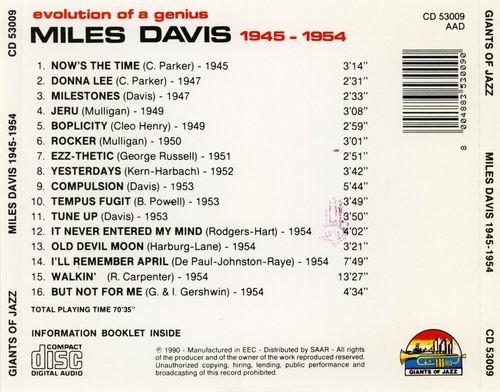 evolution of a genius
MILES DAVIS 1945 - 1954
CD 53009
AAD
1. NOW'S THE TIME (C. Parker) - 1945 3'14"
2. DONNA LEE (C. Parker) - 1947 2'31"
3. MILESTONES (Davis) - 1947 2'33"
4. JERU (Mulligan) - 1949 3'08"
5. BOPLICITY (Cleo Henry) - 1949 2'59"
6. ROCKER (Mulligan) - 1950 3'01"
7. EZZ-THETIC (George Russell) - 1951 2'51"
8. YESTERDAYS (Kern-Harbach) - 1952 3'42"
9. COMPULSION (Davis) - 1953 5'44"
10. TEMPUS FUGIT (B. Powell) - 1953 3'49"
11. TUNE UP (Davis) - 1953 3'50"
12. IT NEVER ENTERED MY MIND (Rodgers-Hart) - 1954 4'02"
13. OLD DEVIL MOON (Harburg-Lane) - 1954 3'21"
14. I'LL REMEMBER APRIL (De Paul-Johnston-Raye) - 1954 7'49"
15. WALKIN' (R. Carpenter) - 1954 13'27"
16. BUT NOT FOR ME (G. & I. Gershwin) - 1954 4'34"
TOTAL PLAYING TIME 70'35"
INFORMATION BOOKLET INSIDE
COMPACT
disc
DIGITAL AUDIO
℗ 1990 - Manufactured in EEC - Distributed by SAAR - All rights
of the producer and of the owner of the work reproduced reserved.
Unauthorized copying, hiring, lending, public performance and
broadcasting of this record prohibited.
GIANTS OF JAZZ
8 004883 530090
CD 53009
MILES DAVIS 1945-1954
GIANTS OF JAZZ
GIANTS OF JAZZ
MILES DAVIS 1945-1954
CD 53009